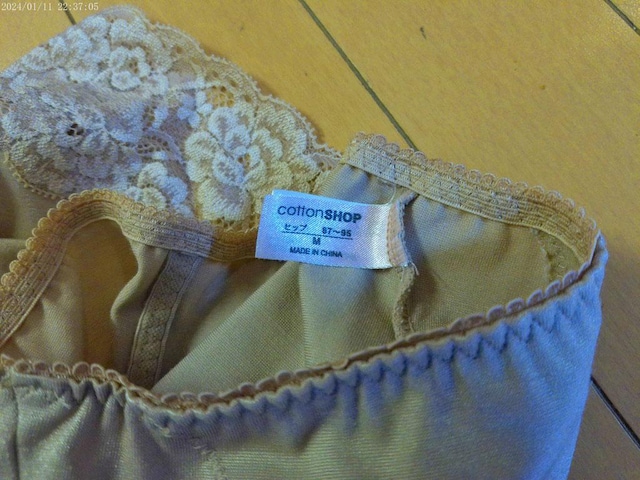 2024/01/11 22:37:05
cottonSHOP
ヒップ 87~95
M
MADE IN CHINA